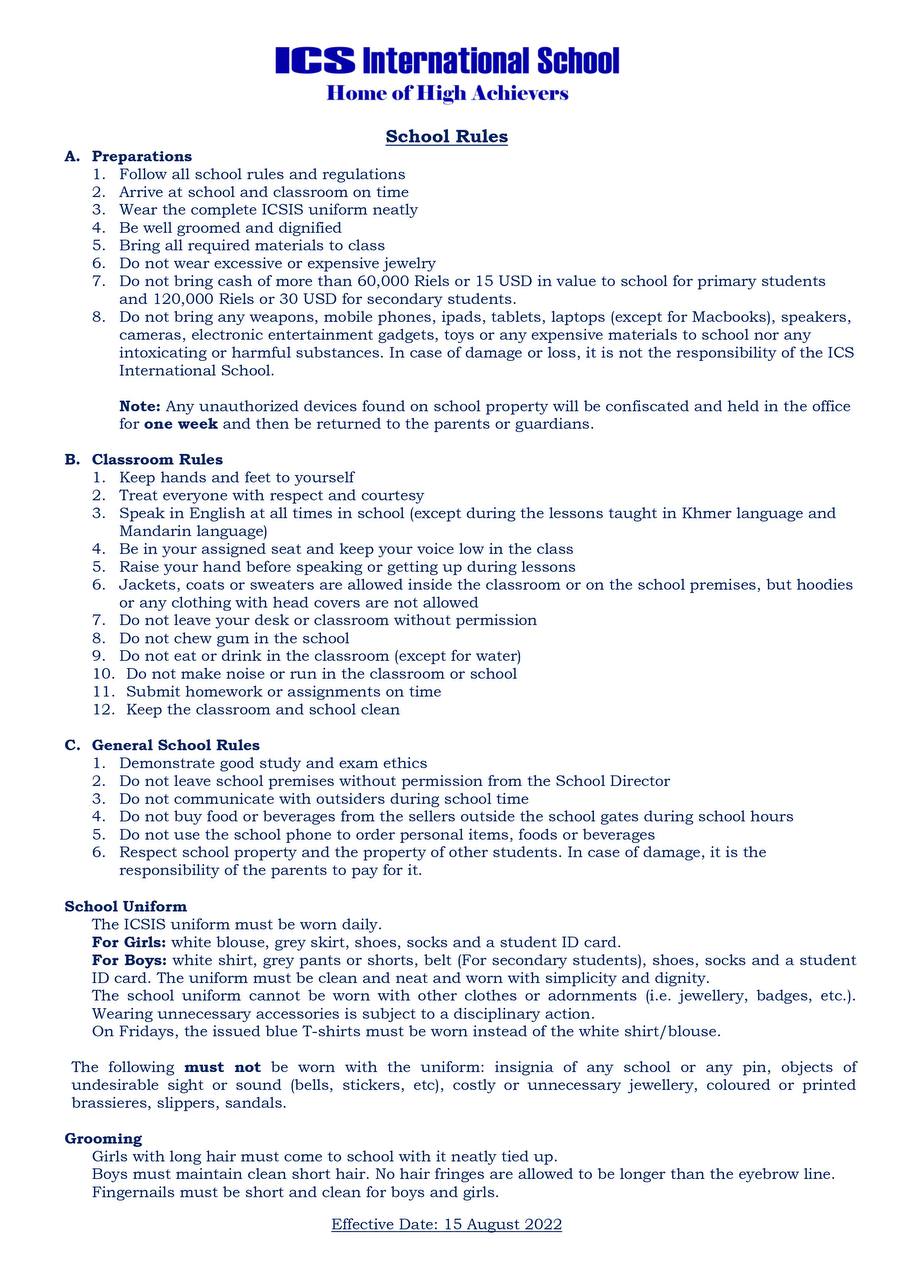 ICS International School
Home of High Achievers
School Rules
A. Preparations
1. Follow all school rules and regulations
2. Arrive at school and classroom on time
3. Wear the complete ICSIS uniform neatly
4. Be well groomed and dignified
5. Bring all required materials to class
6. Do not wear excessive or expensive jewelry
7. Do not bring cash of more than 60,000 Riels or 15 USD in value to school for primary students
and 120,000 Riels or 30 USD for secondary students.
8. Do not bring any weapons, mobile phones, ipads, tablets, laptops (except for Macbooks), speakers,
cameras, electronic entertainment gadgets, toys or any expensive materials to school nor any
intoxicating or harmful substances. In case of damage or loss, it is not the responsibility of the ICS
International School.
Note: Any unauthorized devices found on school property will be confiscated and held in the office
for one week and then be returned to the parents or guardians.
B. Classroom Rules
1. Keep hands and feet to yourself
2. Treat everyone with respect and courtesy
3. Speak in English at all times in school (except during the lessons taught in Khmer language and
Mandarin language)
4. Be in your assigned seat and keep your voice low in the class
5. Raise your hand before speaking or getting up during lessons
6. Jackets, coats or sweaters are allowed inside the classroom or on the school premises, but hoodies
or any clothing with head covers are not allowed
7. Do not leave your desk or classroom without permission
8. Do not chew gum in the school
9. Do not eat or drink in the classroom (except for water)
10. Do not make noise or run in the classroom or school
11. Submit homework or assignments on time
12. Keep the classroom and school clean
C. General School Rules
1. Demonstrate good study and exam ethics
2. Do not leave school premises without permission from the School Director
3. Do not communicate with outsiders during school time
4. Do not buy food or beverages from the sellers outside the school gates during school hours
5. Do not use the school phone to order personal items, foods or beverages
6. Respect school property and the property of other students. In case of damage, it is the
responsibility of the parents to pay for it.
School Uniform
The ICSIS uniform must be worn daily.
For Girls: white blouse, grey skirt, shoes, socks and a student ID card.
For Boys: white shirt, grey pants or shorts, belt (For secondary students), shoes, socks and a student
ID card. The uniform must be clean and neat and worn with simplicity and dignity.
The school uniform cannot be worn with other clothes or adornments (i.e. jewellery, badges, etc.).
Wearing unnecessary accessories is subject to a disciplinary action.
On Fridays, the issued blue T-shirts must be worn instead of the white shirt/blouse.
The following must not be worn with the uniform: insignia of any school or any pin, objects of
undesirable sight or sound (bells, stickers, etc), costly or unnecessary jewellery, coloured or printed
brassieres, slippers, sandals.
Grooming
Girls with long hair must come to school with it neatly tied up.
Boys must maintain clean short hair. No hair fringes are allowed to be longer than the eyebrow line.
Fingernails must be short and clean for boys and girls.
Effective Date: 15 August 2022